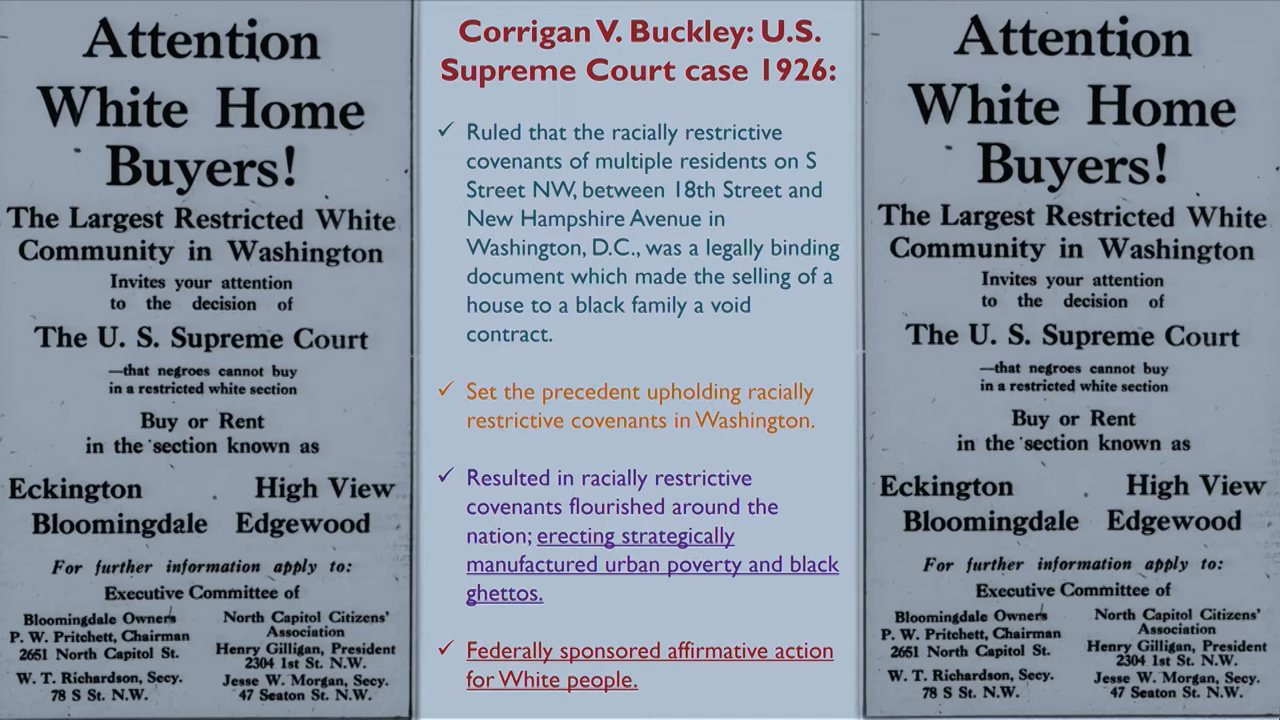 Attention
White Home
Buyers!
The Largest Restricted White
Community in Washington
Invites your attention
to the decision of
The U. S. Supreme Court
—that negroes cannot buy
in a restricted white section
Buy or Rent
in the section known as
Eckington High View
Bloomingdale Edgewood
For further information apply to:
Executive Committee of
Bloomingdale Owners
P. W. Pritchett, Chairman
2651 North Capitol St.
W. T. Richardson, Secy.
78 S St. N.W.
North Capitol Citizens'
Association
Henry Gilligan, President
2304 1st St. N.W.
Jesse W. Morgan, Secy.
47 Seaton St. N.W.
Corrigan V. Buckley: U.S.
Supreme Court case 1926:
✓ Ruled that the racially restrictive
covenants of multiple residents on S
Street NW, between 18th Street and
New Hampshire Avenue in
Washington, D.C., was a legally binding
document which made the selling of a
house to a black family a void
contract.
✓ Set the precedent upholding racially
restrictive covenants in Washington.
✓ Resulted in racially restrictive
covenants flourished around the
nation; erecting strategically
manufactured urban poverty and black
ghettos.
✓ Federally sponsored affirmative action
for White people.
Attention
White Home
Buyers!
The Largest Restricted White
Community in Washington
Invites your attention
to the decision of
The U. S. Supreme Court
—that negroes cannot buy
in a restricted white section
Buy or Rent
in the section known as
Eckington High View
Bloomingdale Edgewood
For further information apply to:
Executive Committee of
Bloomingdale Owners
P. W. Pritchett, Chairman
2651 North Capitol St.
W. T. Richardson, Secy.
78 S St. N.W.
North Capitol Citizens'
Association
Henry Gilligan, President
2304 1st St. N.W.
Jesse W. Morgan, Secy.
47 Seaton St. N.W.